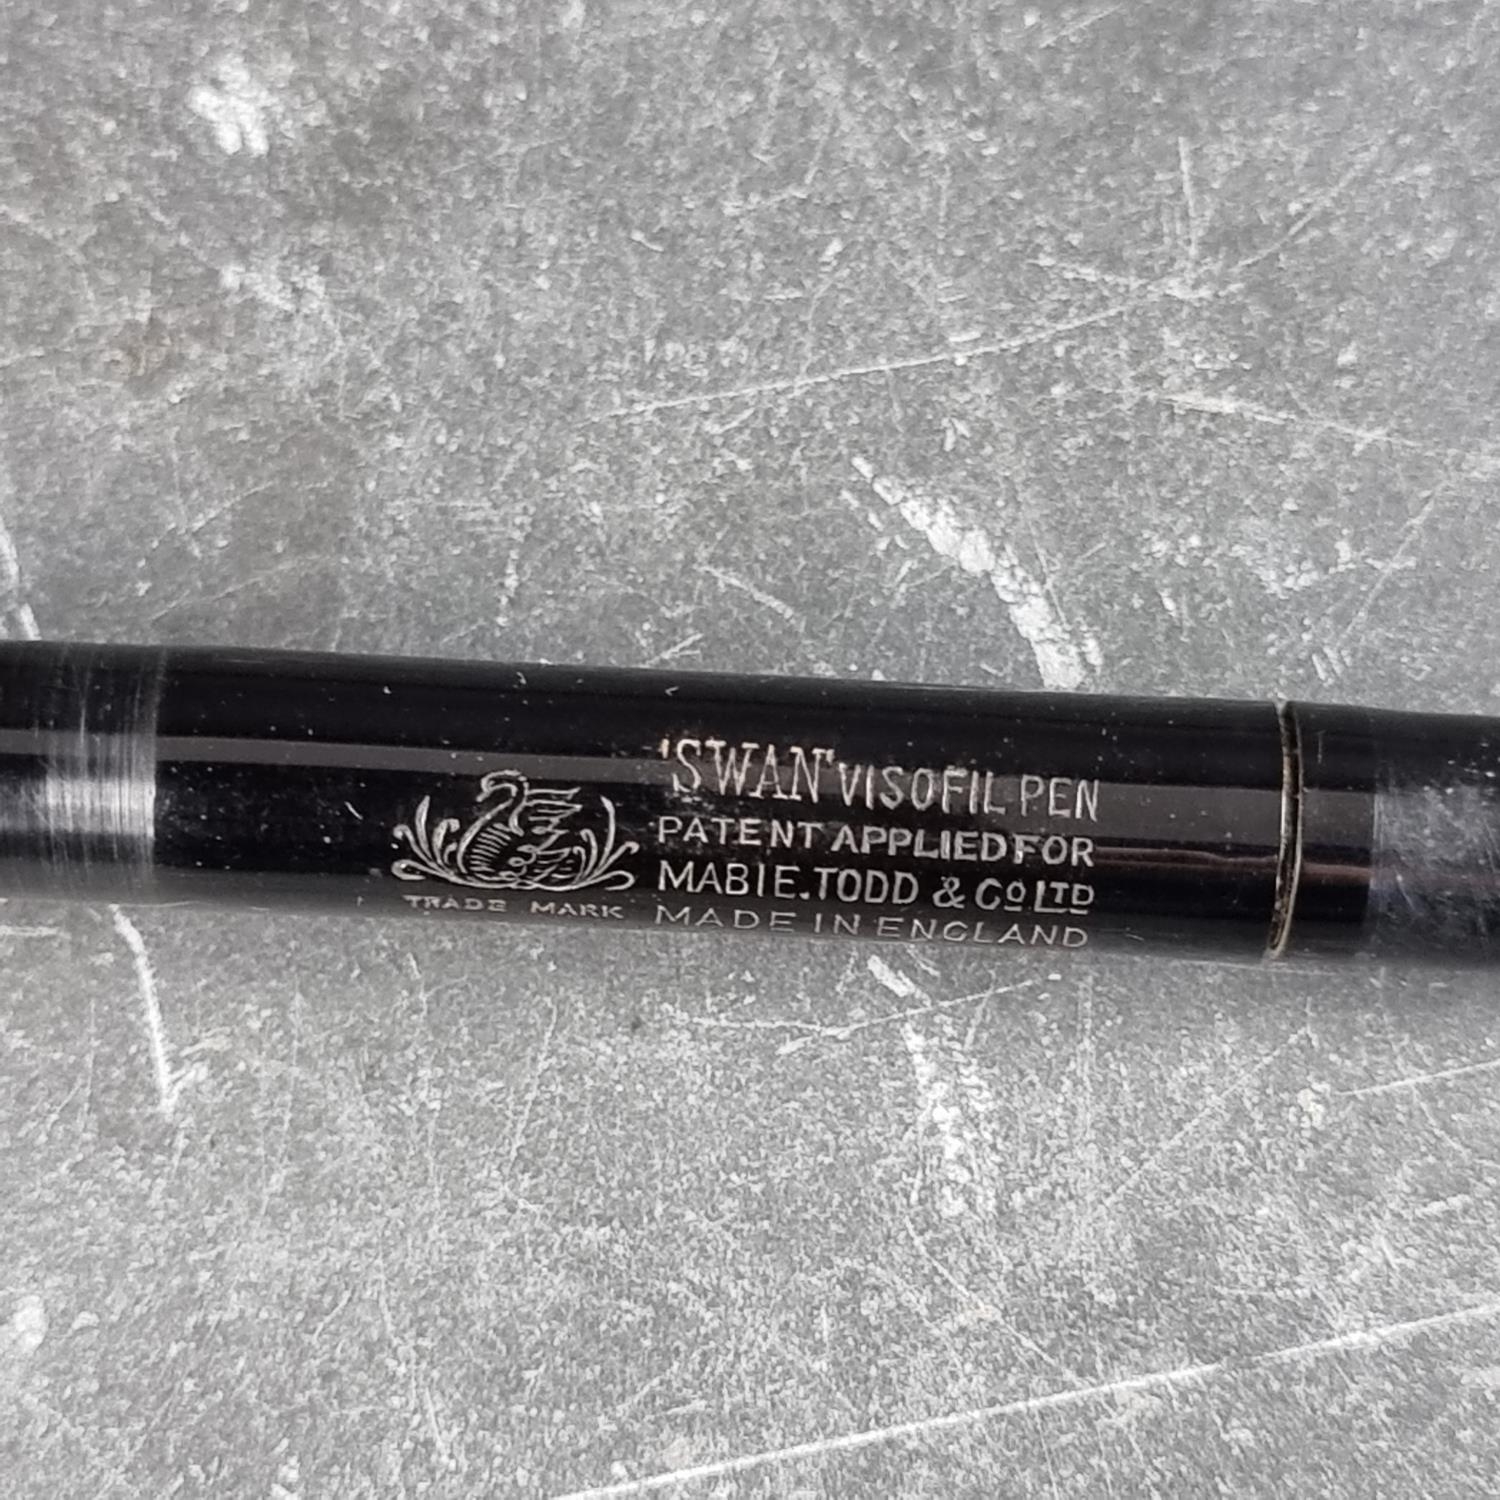 'SWAN' VISOFIL PEN
PATENT APPLIED FOR
MABIE. TODD & Cº LTD
MADE IN ENGLAND
TRADE MARK